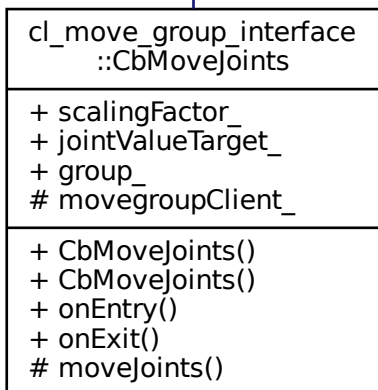 cl_move_group_interface
::CbMoveJoints
+ scalingFactor_
+ jointValueTarget_
+ group_
# movegroupClient_
+ CbMoveJoints()
+ CbMoveJoints()
+ onEntry()
+ onExit()
# moveJoints()